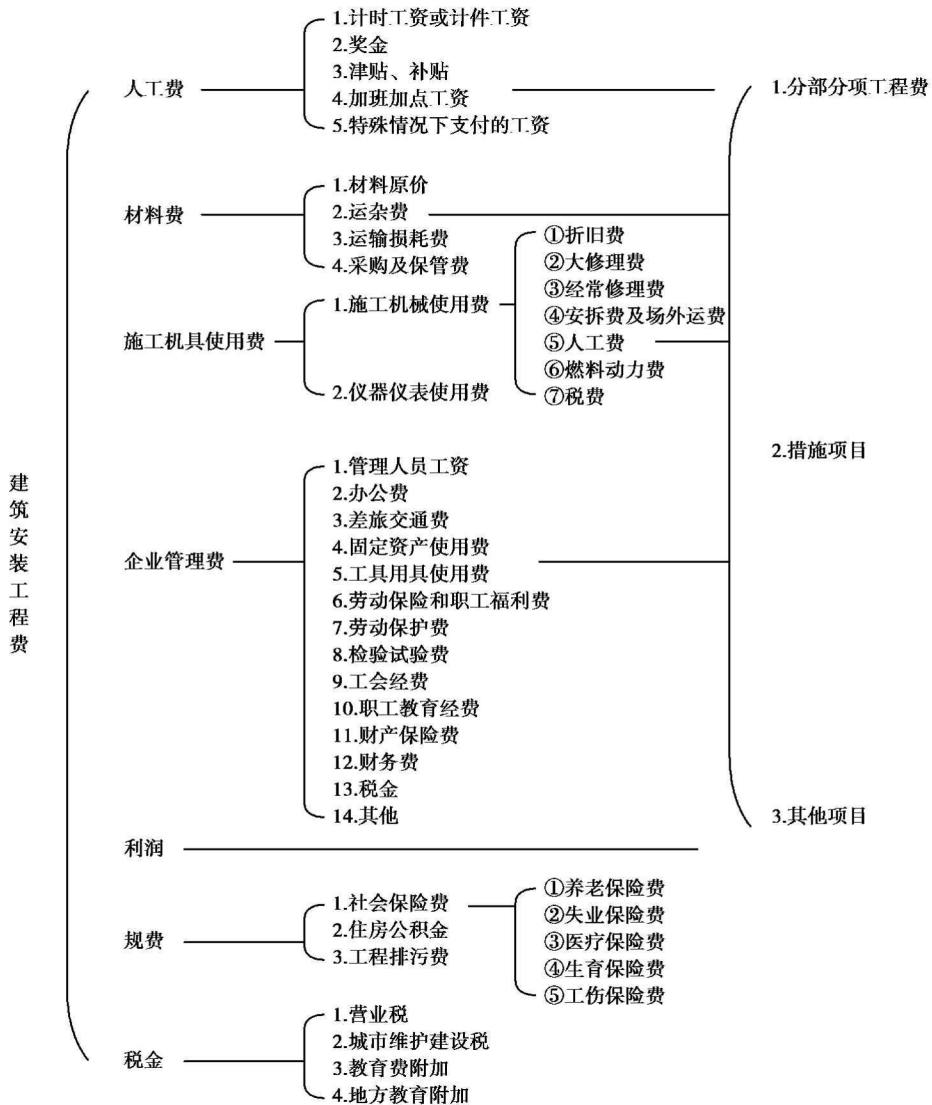 建筑安装工程费
人工费
1.计时工资或计件工资
2.奖金
3.津贴、补贴
4.加班加点工资
5.特殊情况下支付的工资
材料费
1.材料原价
2.运杂费
3.运输损耗费
4.采购及保管费
施工机具使用费
1.施工机械使用费
①折旧费
②大修理费
③经常修理费
④安拆费及场外运费
⑤人工费
⑥燃料动力费
⑦税费
2.仪器仪表使用费
企业管理费
1.管理人员工资
2.办公费
3.差旅交通费
4.固定资产使用费
5.工具用具使用费
6.劳动保险和职工福利费
7.劳动保护费
8.检验试验费
9.工会经费
10.职工教育经费
11.财产保险费
12.财务费
13.税金
14.其他
利润
规费
1.社会保险费
①养老保险费
②失业保险费
③医疗保险费
④生育保险费
⑤工伤保险费
2.住房公积金
3.工程排污费
税金
1.营业税
2.城市维护建设税
3.教育费附加
4.地方教育附加
1.分部分项工程费
2.措施项目
3.其他项目